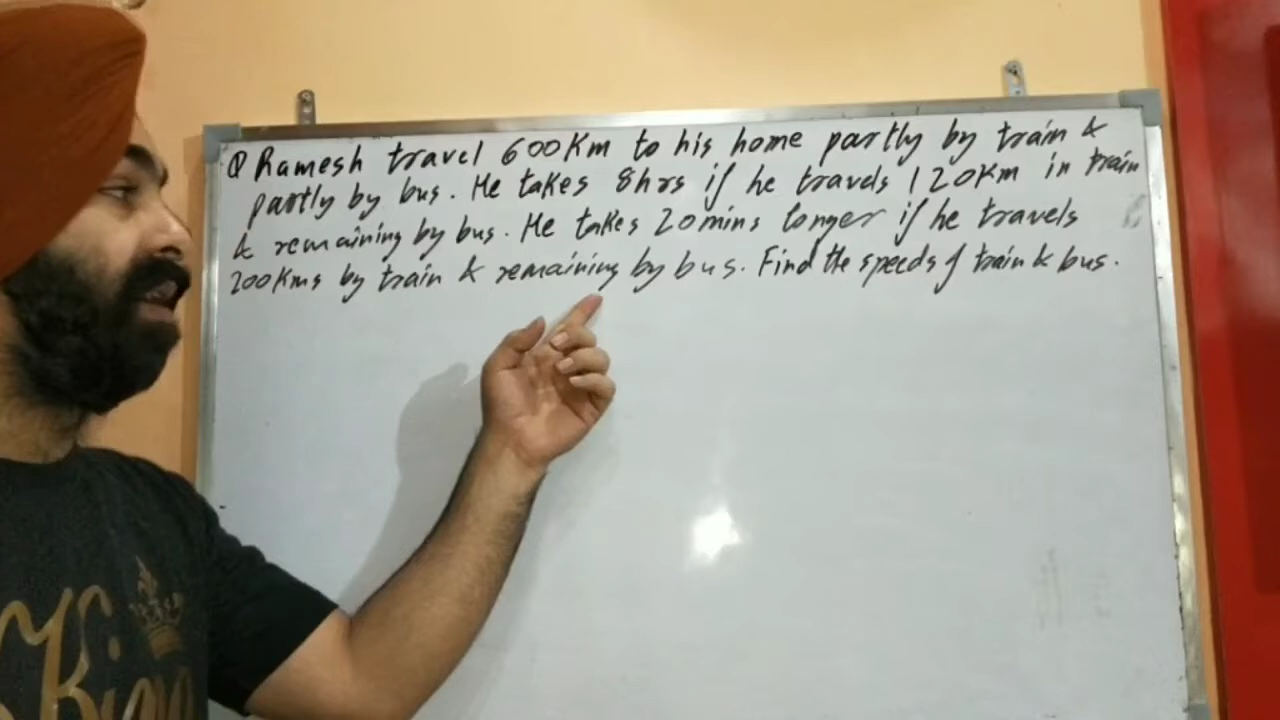 Q Ramesh travel 600Km to his home partly by train &
partly by bus. He takes 8hrs if he travels 120Km in train
& remaining by bus. He takes 20mins longer if he travels
200Kms by train & remaining by bus. Find the speeds of train & bus.
King